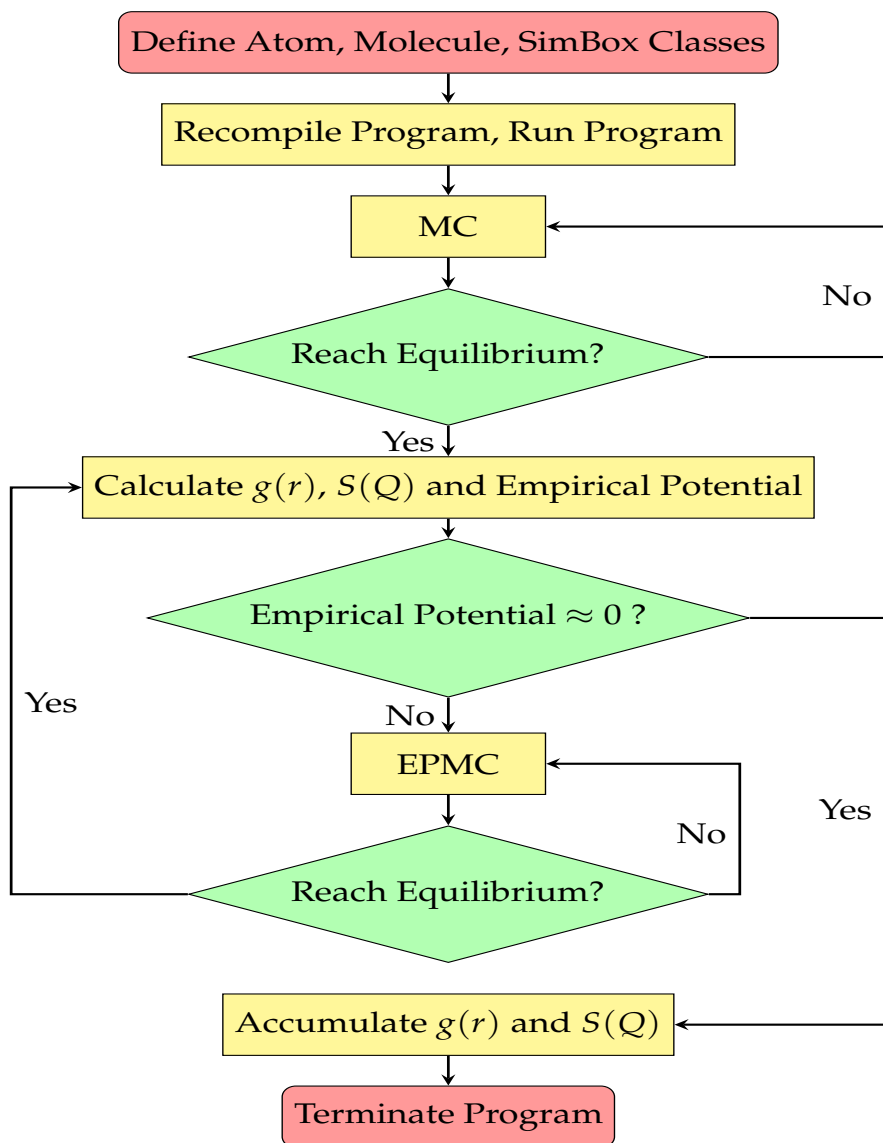 Define Atom, Molecule, SimBox Classes
Recompile Program, Run Program
MC
No
Reach Equilibrium?
Yes
Calculate g(r), S(Q) and Empirical Potential
Empirical Potential ≈ 0 ?
Yes
No
EPMC
Yes
No
Reach Equilibrium?
Accumulate g(r) and S(Q)
Terminate Program